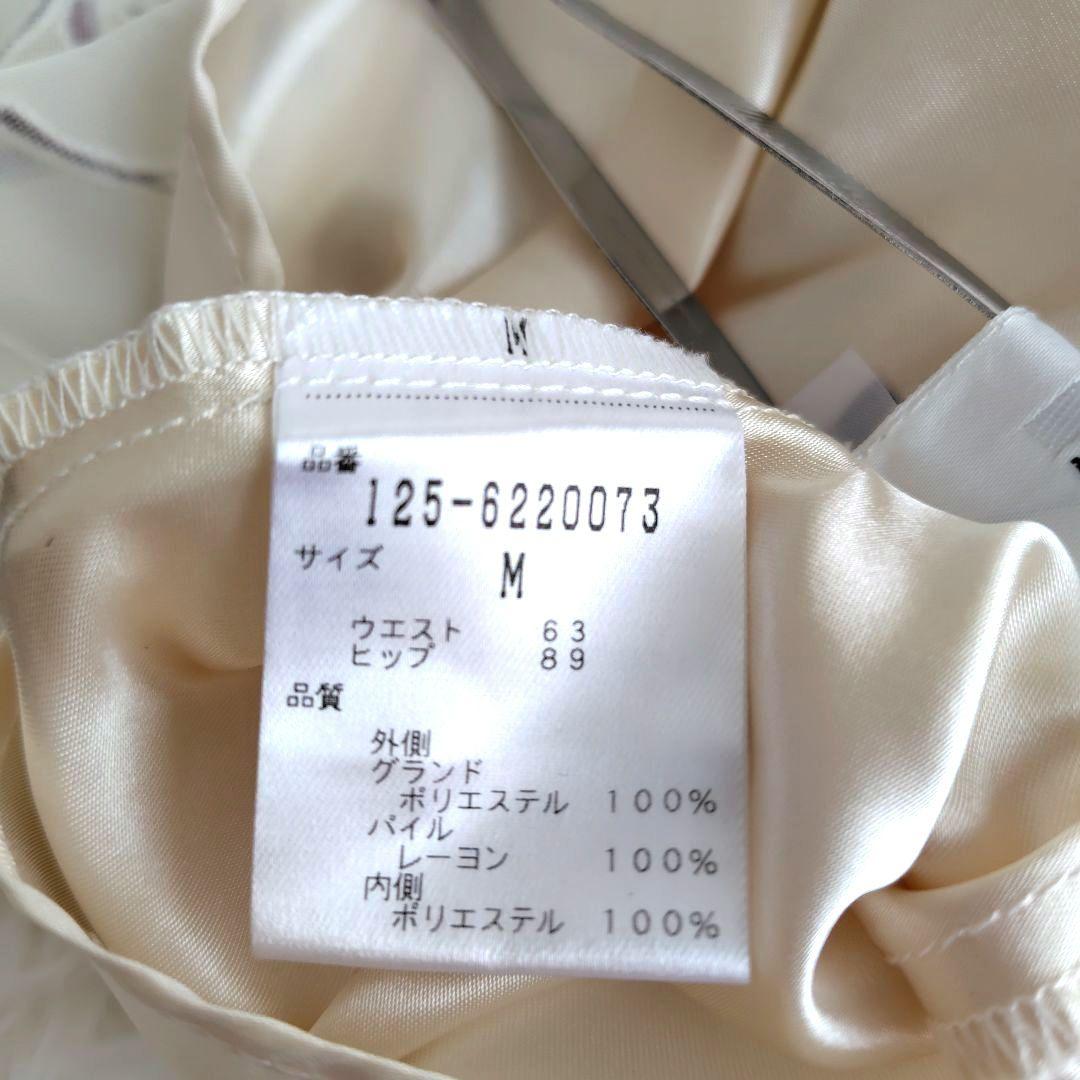 M
品番
125-6220073
サイズ
M
ウエスト 63
ヒップ 89
品質
外側
グランド
ポリエステル 100%
パイル
レーヨン 100%
内側
ポリエステル 100%